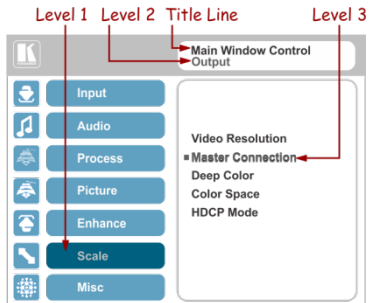 Level 1 Level 2 Title Line Level 3
Main Window Control
Output
Input
Audio
Process
Picture
Enhance
Scale
Misc
Video Resolution
Master Connection
Deep Color
Color Space
HDCP Mode